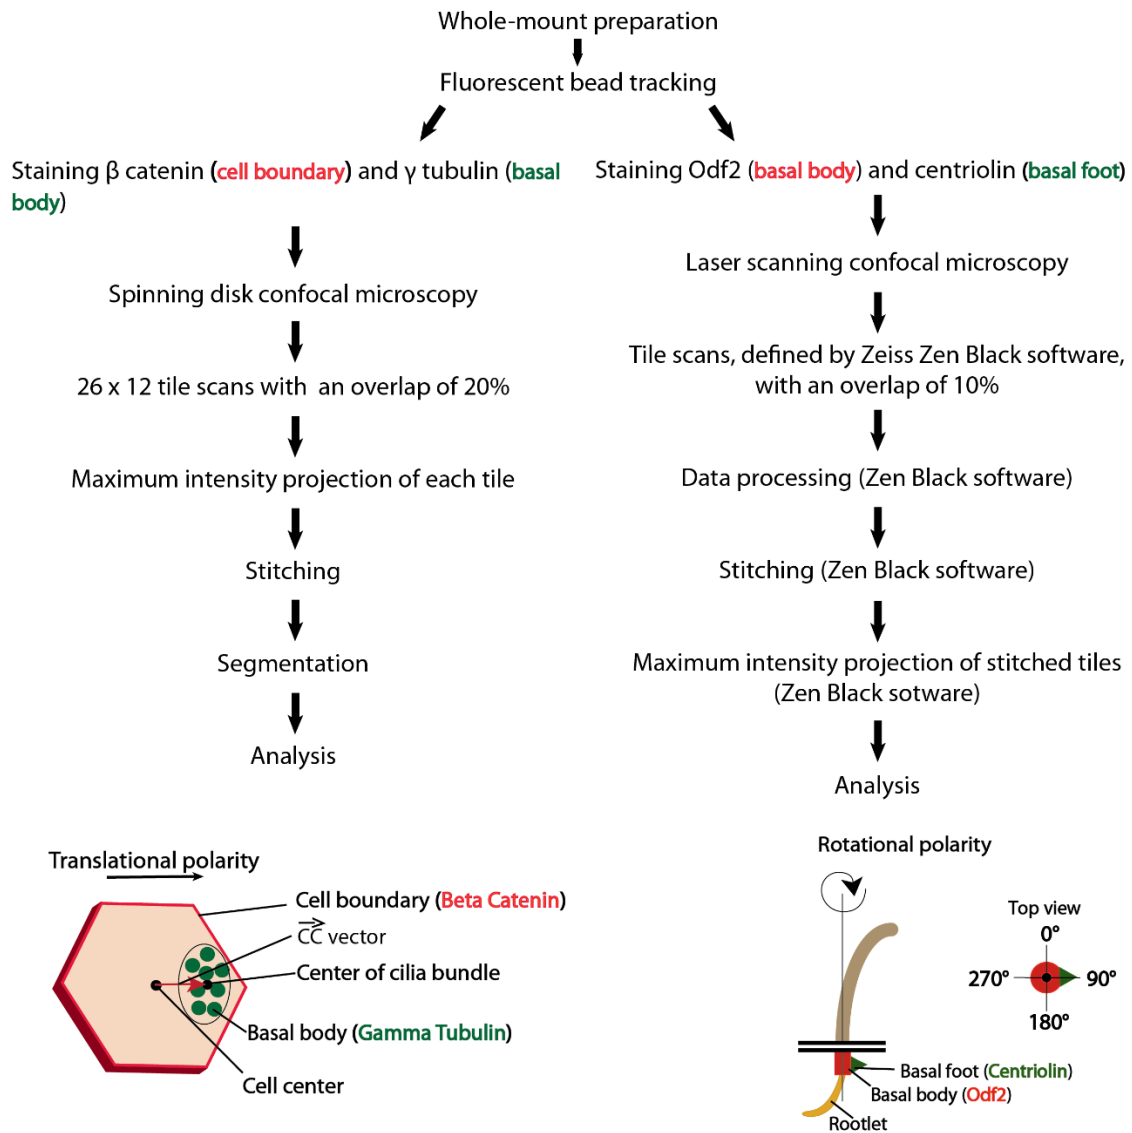 Whole-mount preparation
Fluorescent bead tracking
Staining β catenin (cell boundary) and γ tubulin (basal
body)
Spinning disk confocal microscopy
26 x 12 tile scans with an overlap of 20%
Maximum intensity projection of each tile
Stitching
Segmentation
Analysis
Staining Odf2 (basal body) and centriolin (basal foot)
Laser scanning confocal microscopy
Tile scans, defined by Zeiss Zen Black software,
with an overlap of 10%
Data processing (Zen Black software)
Stitching (Zen Black software)
Maximum intensity projection of stitched tiles
(Zen Black sotware)
Analysis
Translational polarity
Cell boundary (Beta Catenin)
CC vector
Center of cilia bundle
Basal body (Gamma Tubulin)
Cell center
Rotational polarity
Top view
0°
270°
90°
180°
Basal foot (Centriolin)
Basal body (Odf2)
Rootlet